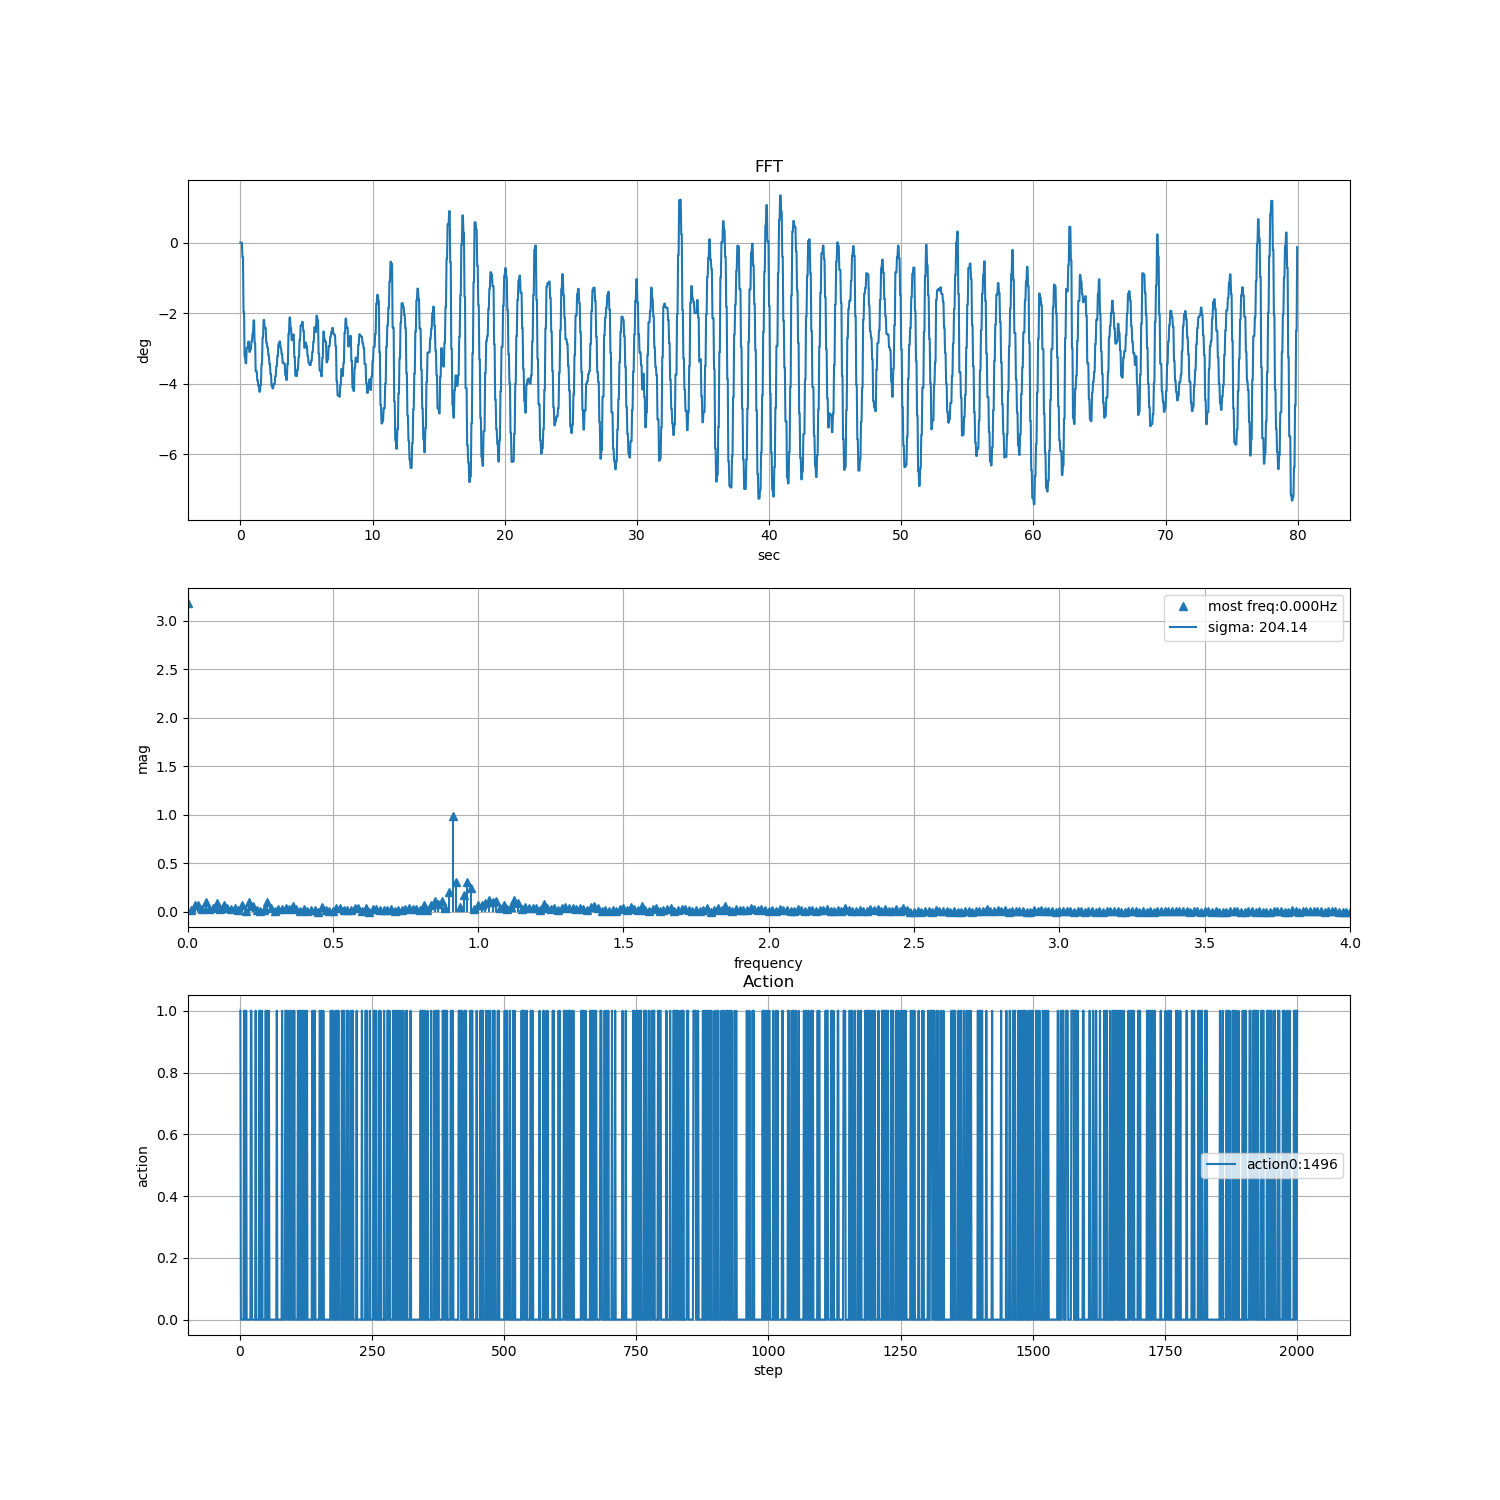 FFT
0
−2
−4
−6
deg
0 10 20 30 40 50 60 70 80
sec
3.0
2.5
2.0
1.5
1.0
0.5
0.0
mag
most freq:0.000Hz
sigma: 204.14
0.0 0.5 1.0 1.5 2.0 2.5 3.0 3.5 4.0
frequency
Action
1.0
0.8
0.6
0.4
0.2
0.0
action
action0:1496
0 250 500 750 1000 1250 1500 1750 2000
step